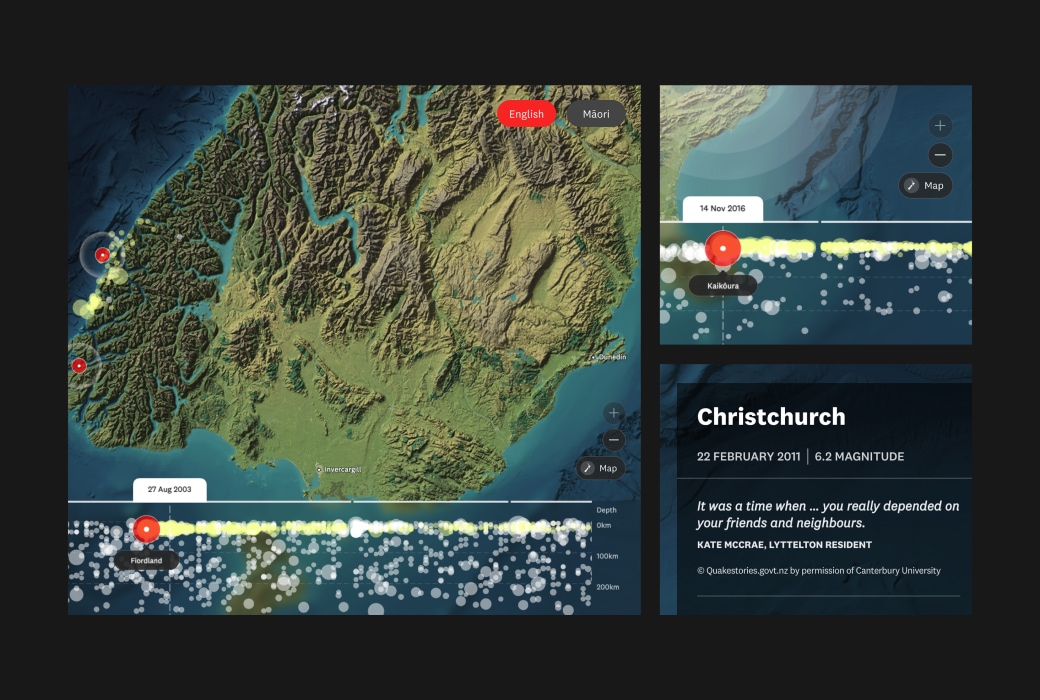 English
Māori
Dunedin
Invercargill
Map
27 Aug 2003
Depth
0km
Fiordland
100km
200km
Map
14 Nov 2016
Kaikōura
Christchurch
22 FEBRUARY 2011 | 6.2 MAGNITUDE
It was a time when ... you really depended on
your friends and neighbours.
KATE MCCRAE, LYTTELTON RESIDENT
© Quakestories.govt.nz by permission of Canterbury University